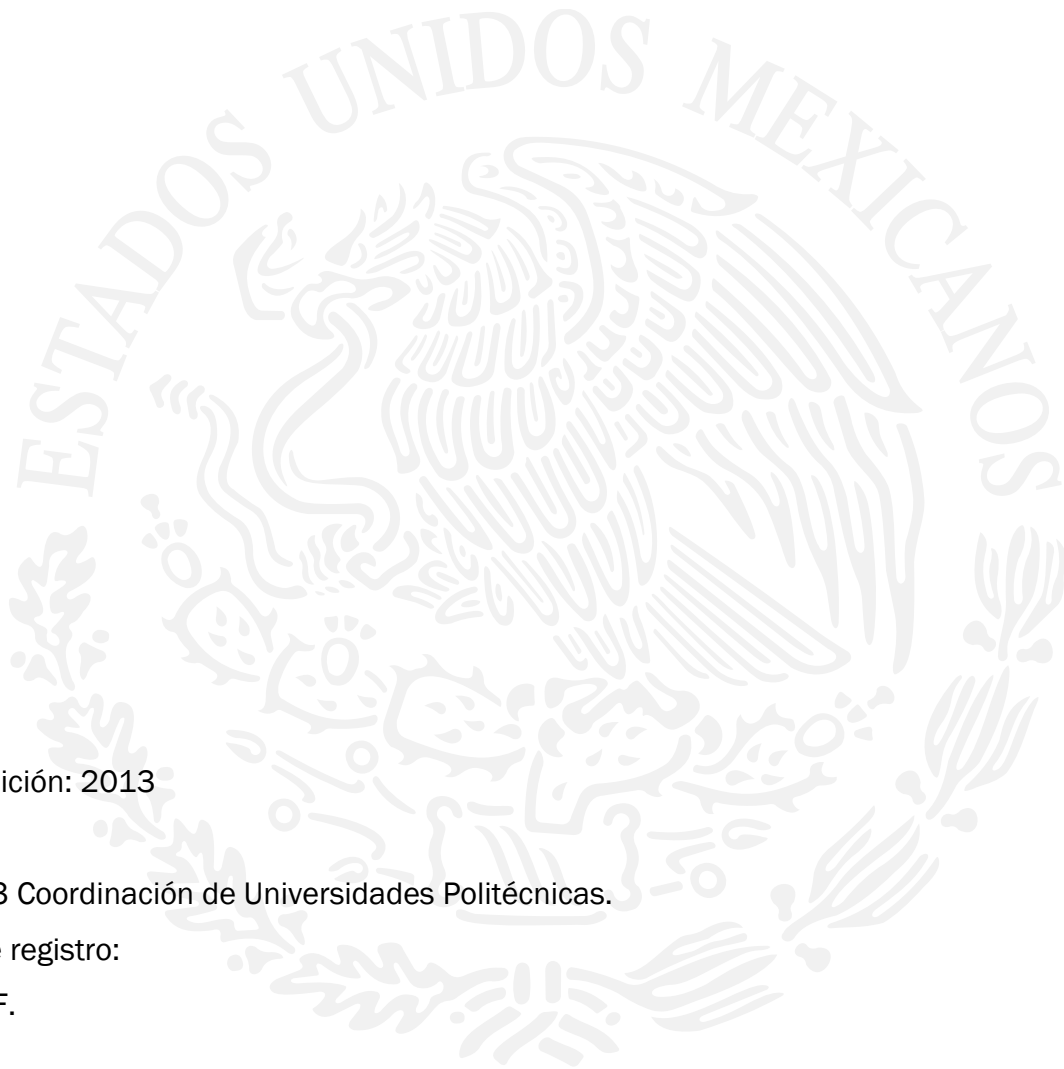 ESTADOS UNIDOS MEXICANOS
ición: 2013
3 Coordinación de Universidades Politécnicas.
e registro:
F.